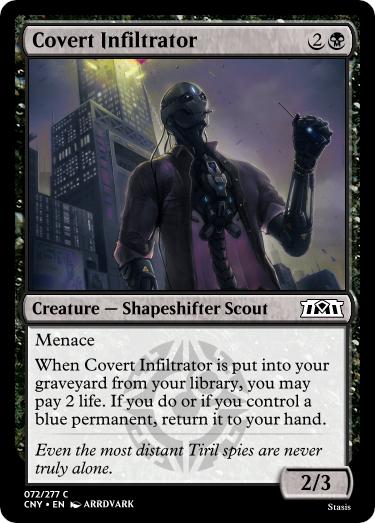 Covert Infiltrator 2
Creature — Shapeshifter Scout
Menace
When Covert Infiltrator is put into your
graveyard from your library, you may
pay 2 life. If you do or if you control a
blue permanent, return it to your hand.
Even the most distant Tiril spies are never
truly alone.
2/3
072/277 C
CNY • EN ARRDVARK
Stasis